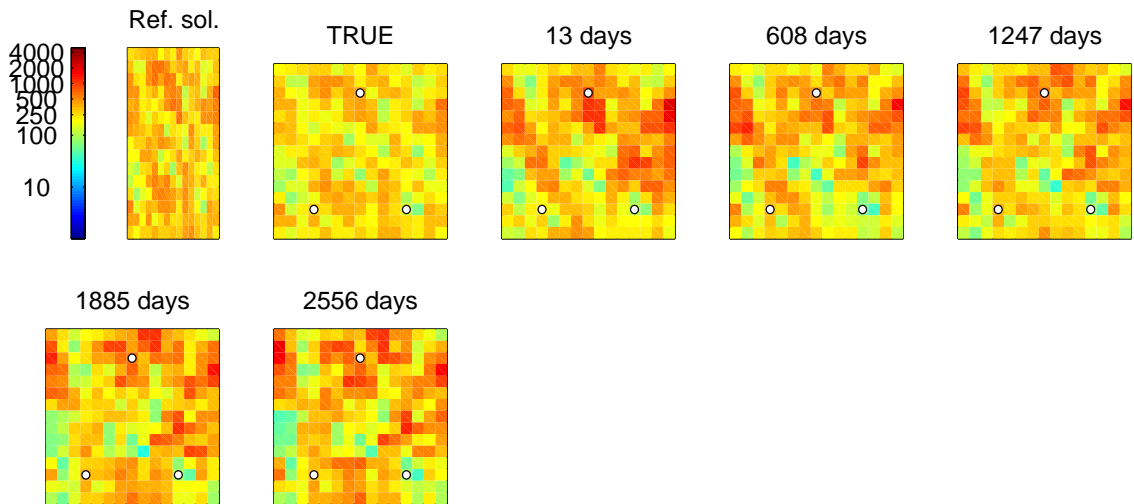 Ref. sol.
TRUE
13 days
608 days
1247 days
4000
2000
1000
500
250
100
10
1885 days
2556 days